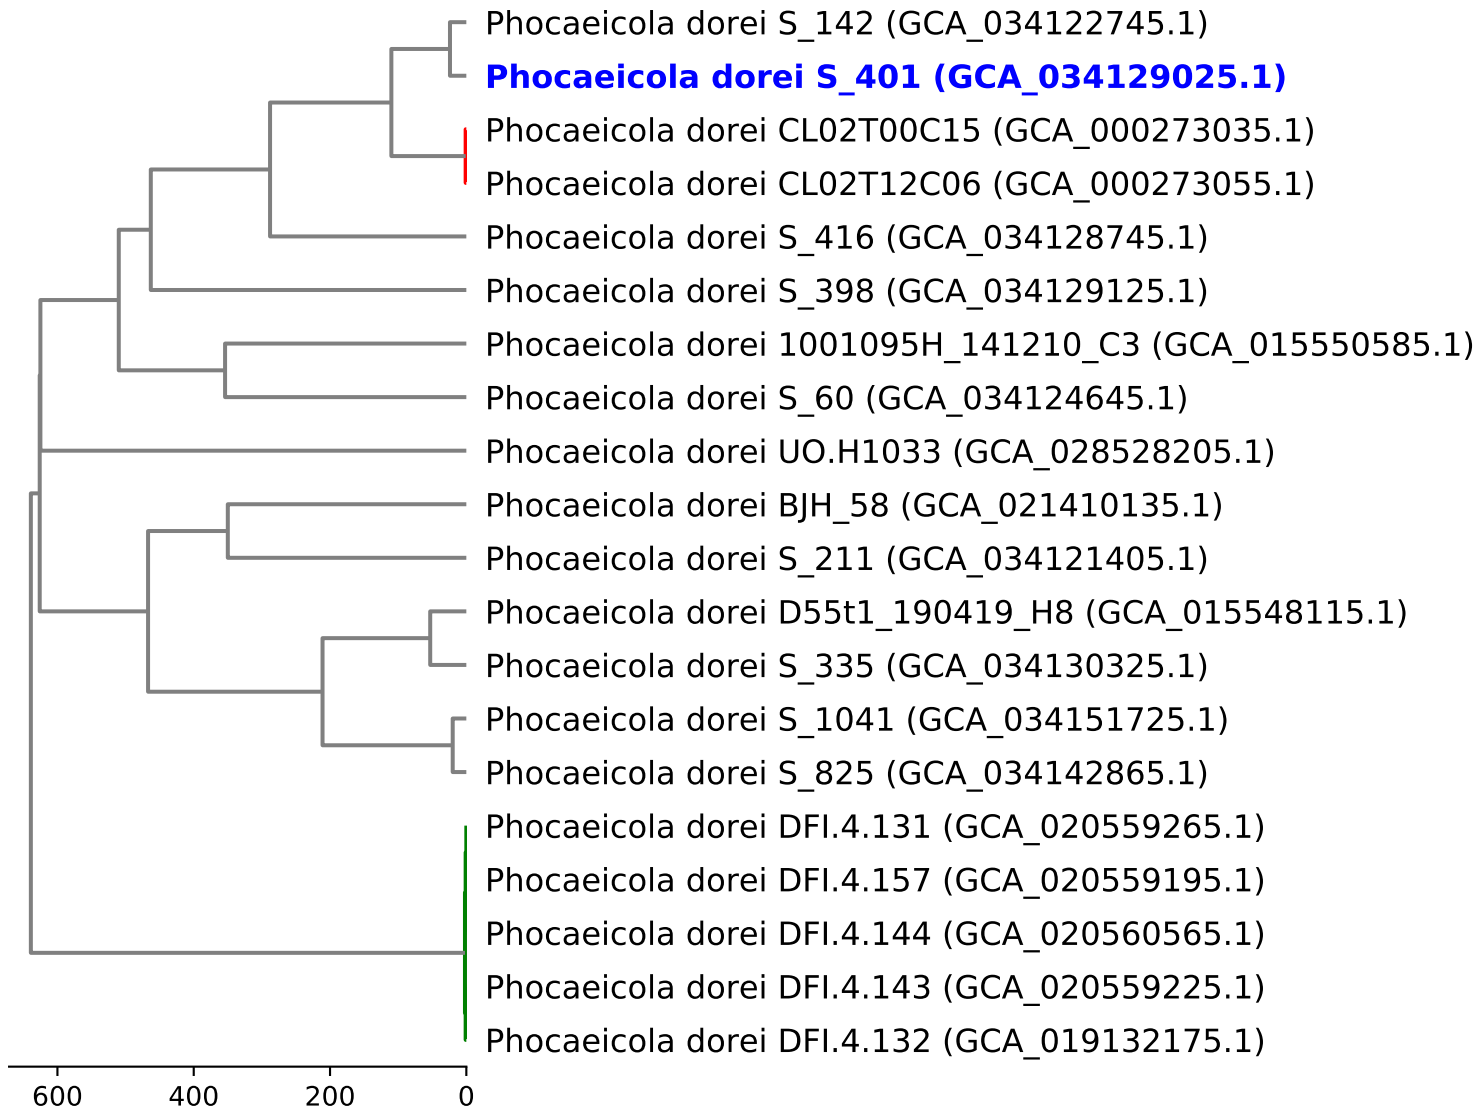 Phocaeicola dorei S_142 (GCA_034122745.1)
Phocaeicola dorei S_401 (GCA_034129025.1)
Phocaeicola dorei CL02T00C15 (GCA_000273035.1)
Phocaeicola dorei CL02T12C06 (GCA_000273055.1)
Phocaeicola dorei S_416 (GCA_034128745.1)
Phocaeicola dorei S_398 (GCA_034129125.1)
Phocaeicola dorei 1001095H_141210_C3 (GCA_015550585.1)
Phocaeicola dorei S_60 (GCA_034124645.1)
Phocaeicola dorei UO.H1033 (GCA_028528205.1)
Phocaeicola dorei BJH_58 (GCA_021410135.1)
Phocaeicola dorei S_211 (GCA_034121405.1)
Phocaeicola dorei D55t1_190419_H8 (GCA_015548115.1)
Phocaeicola dorei S_335 (GCA_034130325.1)
Phocaeicola dorei S_1041 (GCA_034151725.1)
Phocaeicola dorei S_825 (GCA_034142865.1)
Phocaeicola dorei DFI.4.131 (GCA_020559265.1)
Phocaeicola dorei DFI.4.157 (GCA_020559195.1)
Phocaeicola dorei DFI.4.144 (GCA_020560565.1)
Phocaeicola dorei DFI.4.143 (GCA_020559225.1)
Phocaeicola dorei DFI.4.132 (GCA_019132175.1)
600 400 200 0